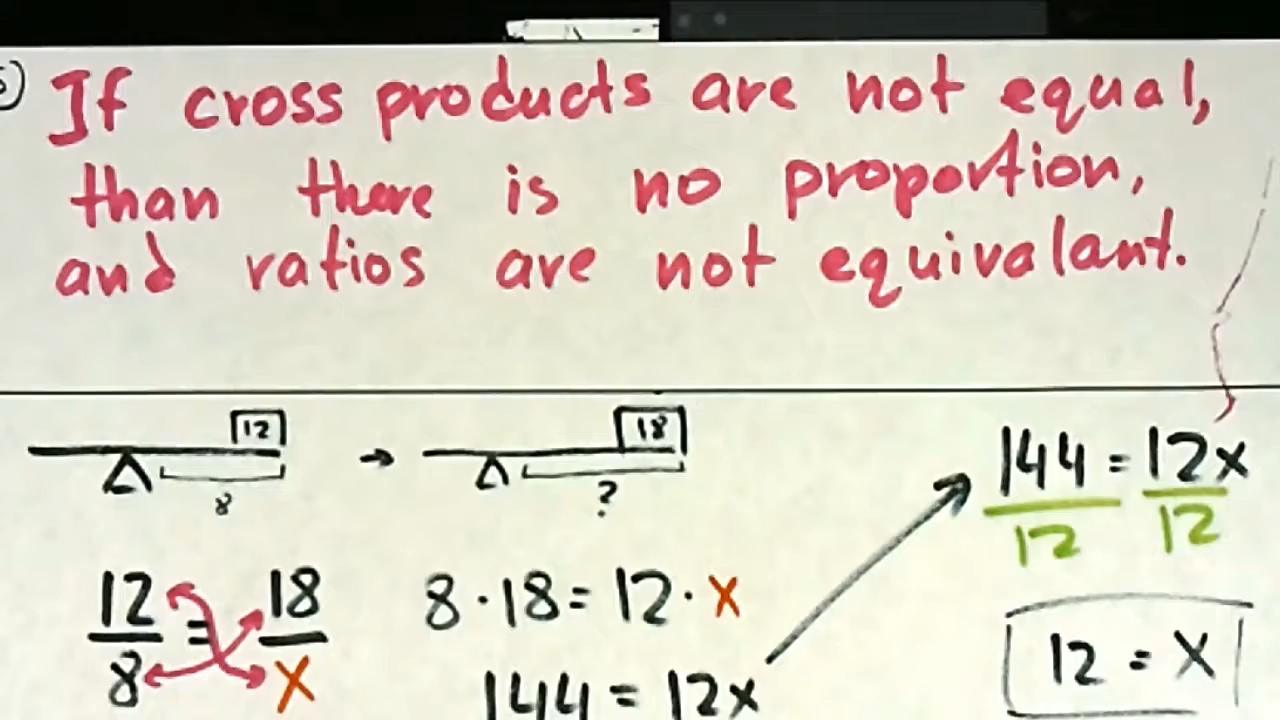 5) If cross products are not equal,
than there is no proportion,
and ratios are not equivalant.
12
18
8
?
144 = 12x
12 12
12 = 18
8 x
8 · 18 = 12 · x
144 = 12x
12 = x